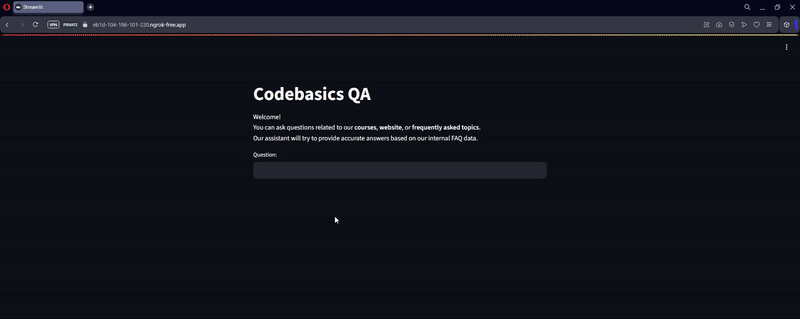 Streamlit
VPN PRIVATE eb1d-104-196-101-220.ngrok-free.app
Codebasics QA
Welcome!
You can ask questions related to our courses, website, or frequently asked topics.
Our assistant will try to provide accurate answers based on our internal FAQ data.
Question: